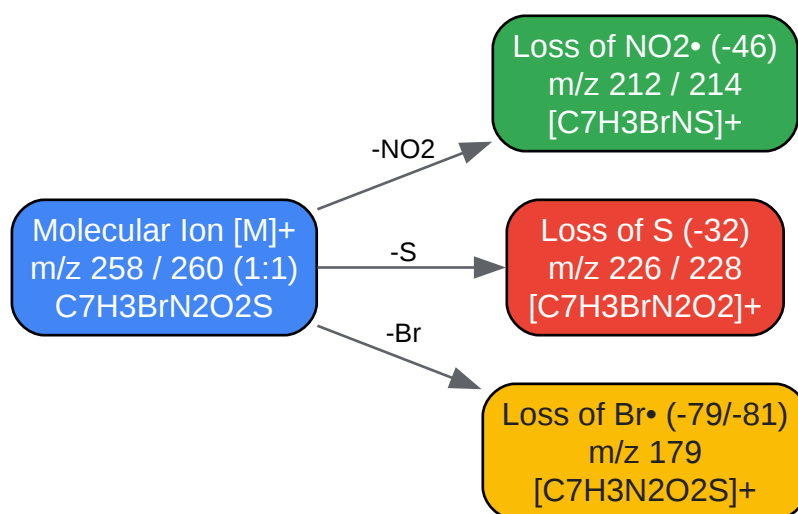 Loss of NO2• (-46)
m/z 212 / 214
[C7H3BrNS]+
-NO2
Molecular Ion [M]+
m/z 258 / 260 (1:1)
C7H3BrN2O2S
-S
Loss of S (-32)
m/z 226 / 228
[C7H3BrN2O2]+
-Br
Loss of Br• (-79/-81)
m/z 179
[C7H3N2O2S]+